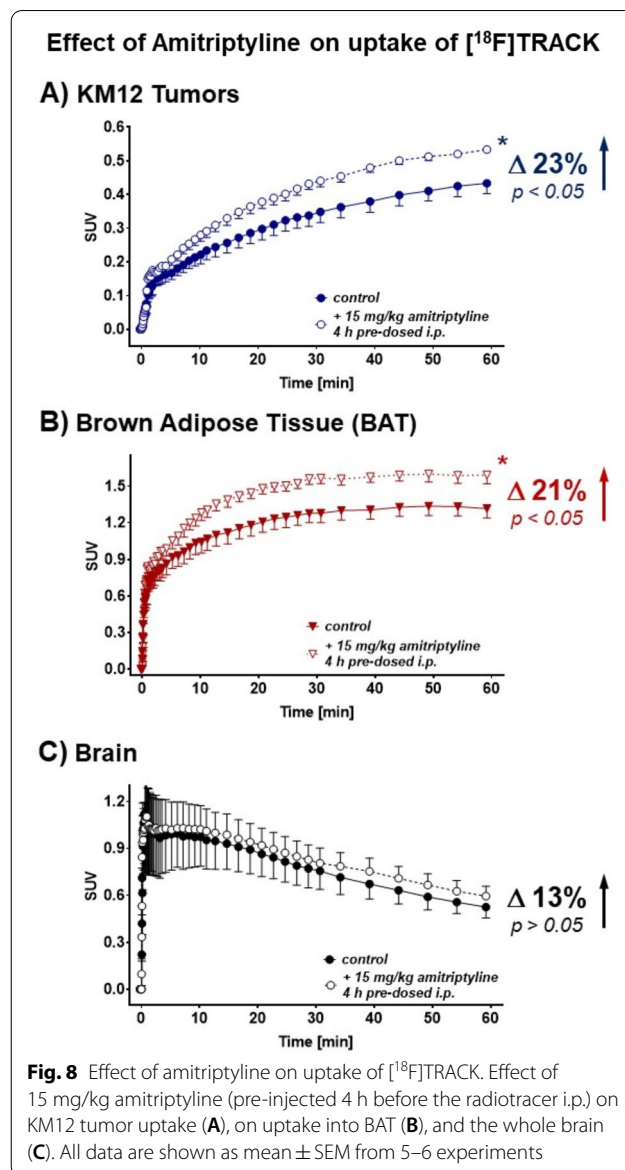 Effect of Amitriptyline on uptake of [¹⁸F]TRACK
A) KM12 Tumors
0.6
0.5
0.4
0.3
0.2
0.1
0.0
SUV
*
Δ 23%
p < 0.05
control
+ 15 mg/kg amitriptyline
4 h pre-dosed i.p.
0 10 20 30 40 50 60
Time [min]
B) Brown Adipose Tissue (BAT)
1.5
1.2
0.9
0.6
0.3
0.0
SUV
*
Δ 21%
p < 0.05
control
+ 15 mg/kg amitriptyline
4 h pre-dosed i.p.
0 10 20 30 40 50 60
Time [min]
C) Brain
1.2
0.9
0.6
0.3
0.0
SUV
Δ 13%
p > 0.05
control
+ 15 mg/kg amitriptyline
4 h pre-dosed i.p.
0 10 20 30 40 50 60
Time [min]
Fig. 8 Effect of amitriptyline on uptake of [¹⁸F]TRACK. Effect of
15 mg/kg amitriptyline (pre-injected 4 h before the radiotracer i.p.) on
KM12 tumor uptake (A), on uptake into BAT (B), and the whole brain
(C). All data are shown as mean ± SEM from 5–6 experiments